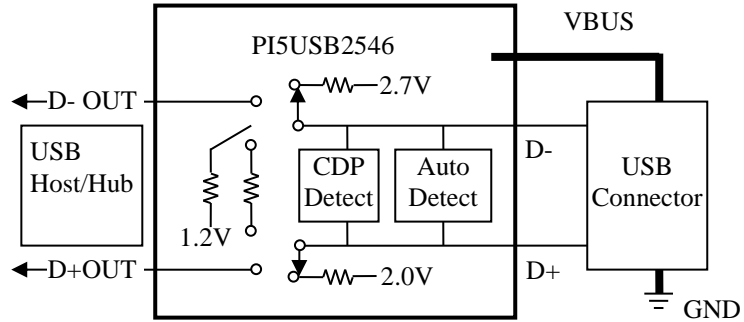 VBUS
PI5USB2546
D- OUT
2.7V
USB
Host/Hub
D-
CDP
Detect
Auto
Detect
USB
Connector
1.2V
D+OUT
2.0V
D+
GND